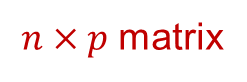 n × p matrix